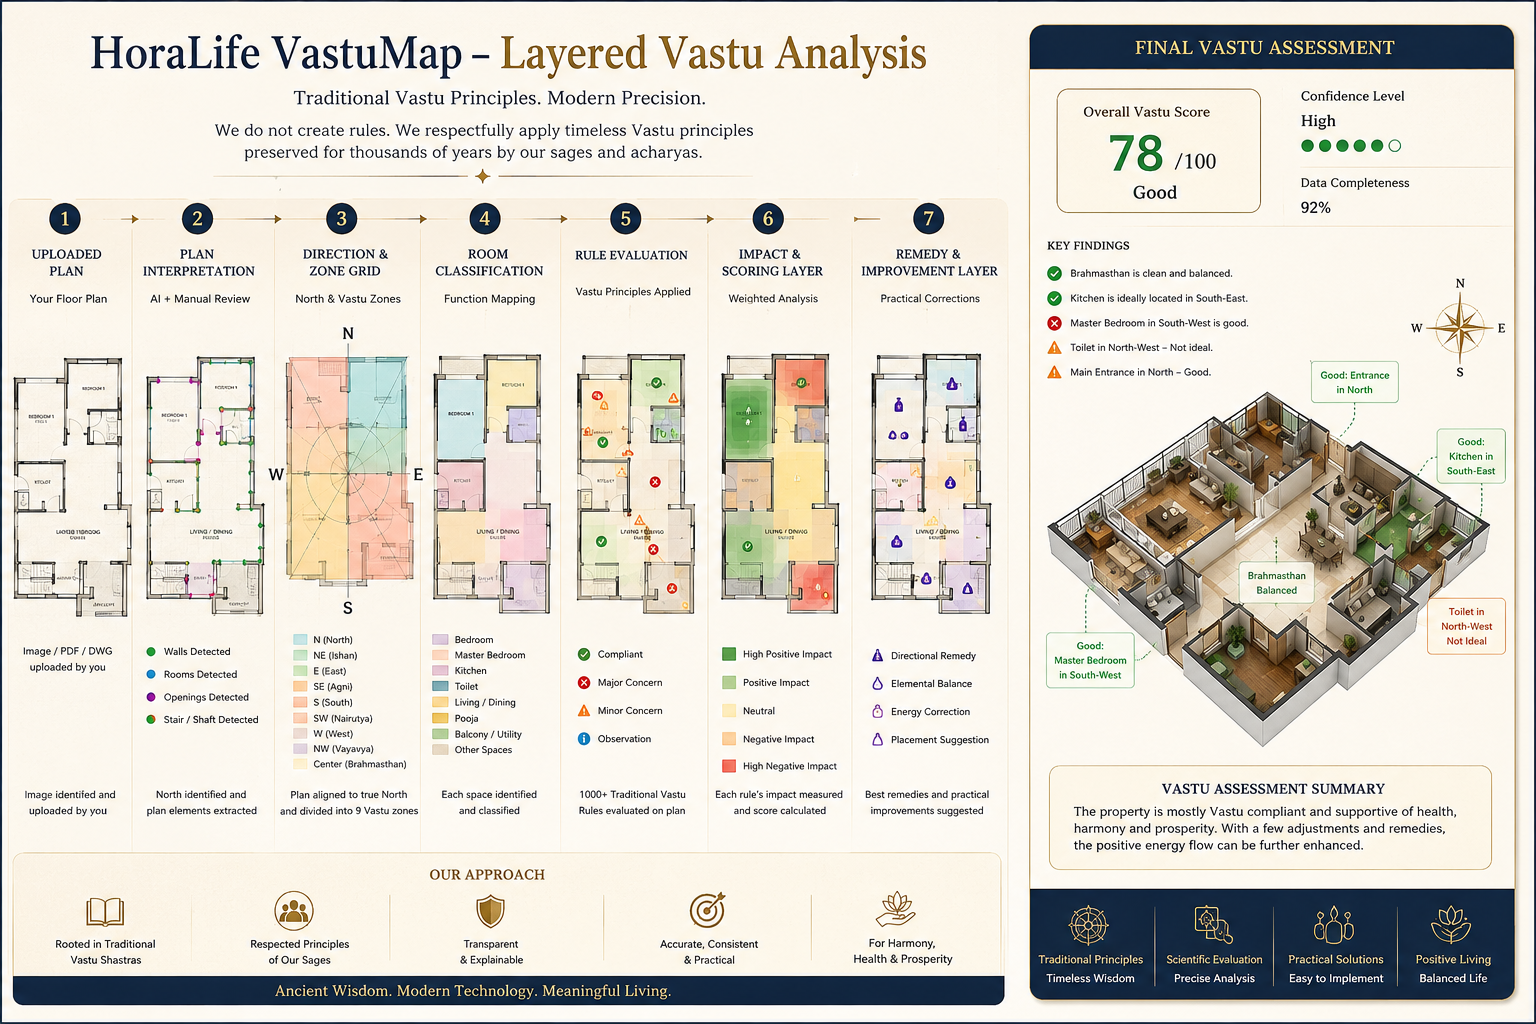 HoraLife VastuMap – Layered Vastu Analysis
Traditional Vastu Principles. Modern Precision.
We do not create rules. We respectfully apply timeless Vastu principles
preserved for thousands of years by our sages and acharyas.
1
UPLOADED
PLAN
Your Floor Plan
BEDROOM 1
BEDROOM 1
Image / PDF / DWG
uploaded by you
Image identifed and
uploaded by you
2
PLAN
INTERPRETATION
AI + Manual Review
BEDROOM 1
LIVING / DINING
Walls Detected
Rooms Detected
Openings Detected
Stair / Shaft Detected
North identified and
plan elements extracted
3
DIRECTION &
ZONE GRID
North & Vastu Zones
N
W
E
S
N (North)
NE (Ishan)
E (East)
SE (Agni)
S (South)
SW (Nairutya)
W (West)
NW (Vayavya)
Center (Brahmasthan)
Plan aligned to true North
and divided into 9 Vastu zones
4
ROOM
CLASSIFICATION
Function Mapping
BEDROOM 1
LIVING / DINING
Bedroom
Master Bedroom
Kitchen
Toilet
Living / Dining
Pooja
Balcony / Utility
Other Spaces
Each space identified
and classified
5
RULE EVALUATION
Vastu Principles Applied
LIVING / DINING
Compliant
Major Concern
Minor Concern
Observation
1000+ Traditional Vastu
Rules evaluated on plan
6
IMPACT &
SCORING LAYER
Weighted Analysis
LIVING / DINING
High Positive Impact
Positive Impact
Neutral
Negative Impact
High Negative Impact
Each rule's impact measured
and score calculated
7
REMEDY &
IMPROVEMENT LAYER
Practical Corrections
Directional Remedy
Elemental Balance
Energy Correction
Placement Suggestion
Best remedies and practical
improvements suggested
OUR APPROACH
Rooted in Traditional
Vastu Shastras
Respected Principles
of Our Sages
Transparent
& Explainable
Accurate, Consistent
& Practical
For Harmony,
Health & Prosperity
Ancient Wisdom. Modern Technology. Meaningful Living.
FINAL VASTU ASSESSMENT
Overall Vastu Score
78 /100
Good
Confidence Level
High
Data Completeness
92%
KEY FINDINGS
Brahmasthan is clean and balanced.
Kitchen is ideally located in South-East.
Master Bedroom in South-West is good.
Toilet in North-West – Not ideal.
Main Entrance in North – Good.
N
W
E
S
Good: Entrance
in North
Good:
Kitchen in
South-East
Brahmasthan
Balanced
Toilet in
North-West
Not Ideal
Good:
Master Bedroom
in South-West
VASTU ASSESSMENT SUMMARY
The property is mostly Vastu compliant and supportive of health,
harmony and prosperity. With a few adjustments and remedies,
the positive energy flow can be further enhanced.
Traditional Principles
Timeless Wisdom
Scientific Evaluation
Precise Analysis
Practical Solutions
Easy to Implement
Positive Living
Balanced Life